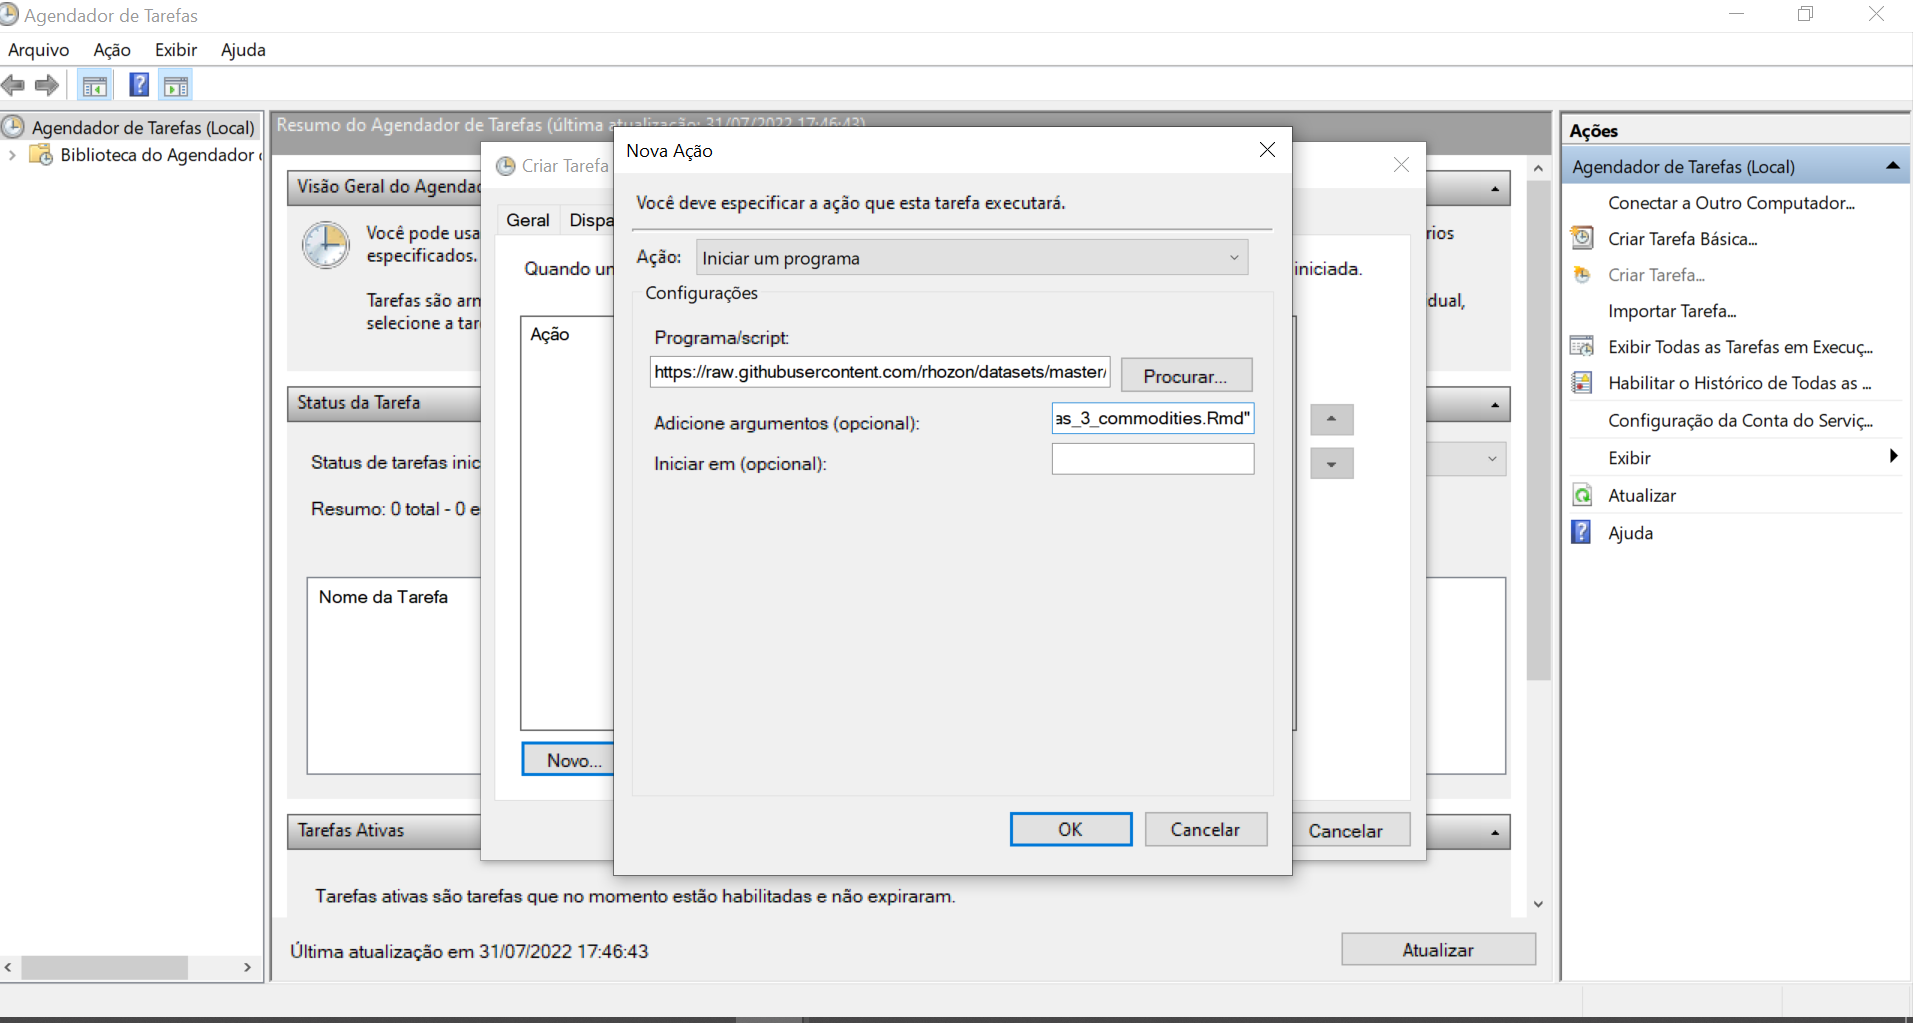 Agendador de Tarefas
Arquivo Ação Exibir Ajuda
Agendador de Tarefas (Local)
Biblioteca do Agendador
Resumo do Agendador de Tarefas (última atualização: 31/07/2022 17:46:43)
Visão Geral do Agendad
Você pode usa
especificados.
rios
Tarefas são arm
dual,
selecione a tar
Status da Tarefa
Status de tarefas inic
Resumo: 0 total - 0 e
Nome da Tarefa
Tarefas Ativas
Tarefas ativas são tarefas que no momento estão habilitadas e não expiraram.
Última atualização em 31/07/2022 17:46:43
Atualizar
Criar Tarefa
Geral Dispa
Quando un
iniciada.
Ação
Novo...
Cancelar
Nova Ação
Você deve especificar a ação que esta tarefa executará.
Ação: Iniciar um programa
Configurações
Programa/script:
https://raw.githubusercontent.com/rhozon/datasets/master/ Procurar...
Adicione argumentos (opcional): as_3_commodities.Rmd"
Iniciar em (opcional):
OK Cancelar
Ações
Agendador de Tarefas (Local)
Conectar a Outro Computador...
Criar Tarefa Básica...
Criar Tarefa...
Importar Tarefa...
Exibir Todas as Tarefas em Execuç...
Habilitar o Histórico de Todas as ...
Configuração da Conta do Serviç...
Exibir
Atualizar
Ajuda